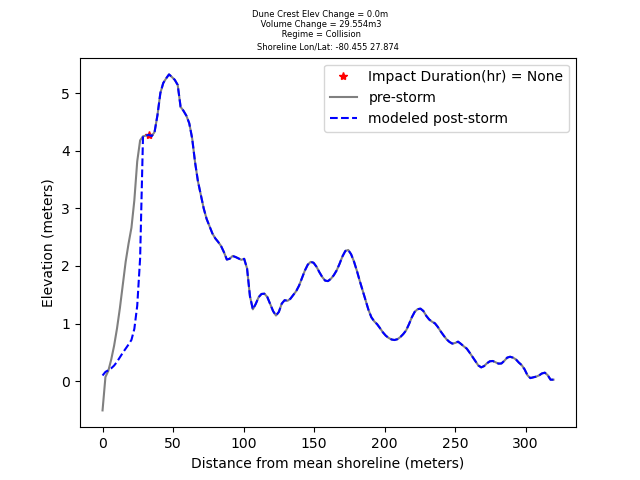 Dune Crest Elev Change = 0.0m
Volume Change = 29.554m3
Regime = Collision
Shoreline Lon/Lat: -80.455 27.874
Impact Duration(hr) = None
pre-storm
modeled post-storm
Elevation (meters)
5
4
3
2
1
0
0 50 100 150 200 250 300
Distance from mean shoreline (meters)